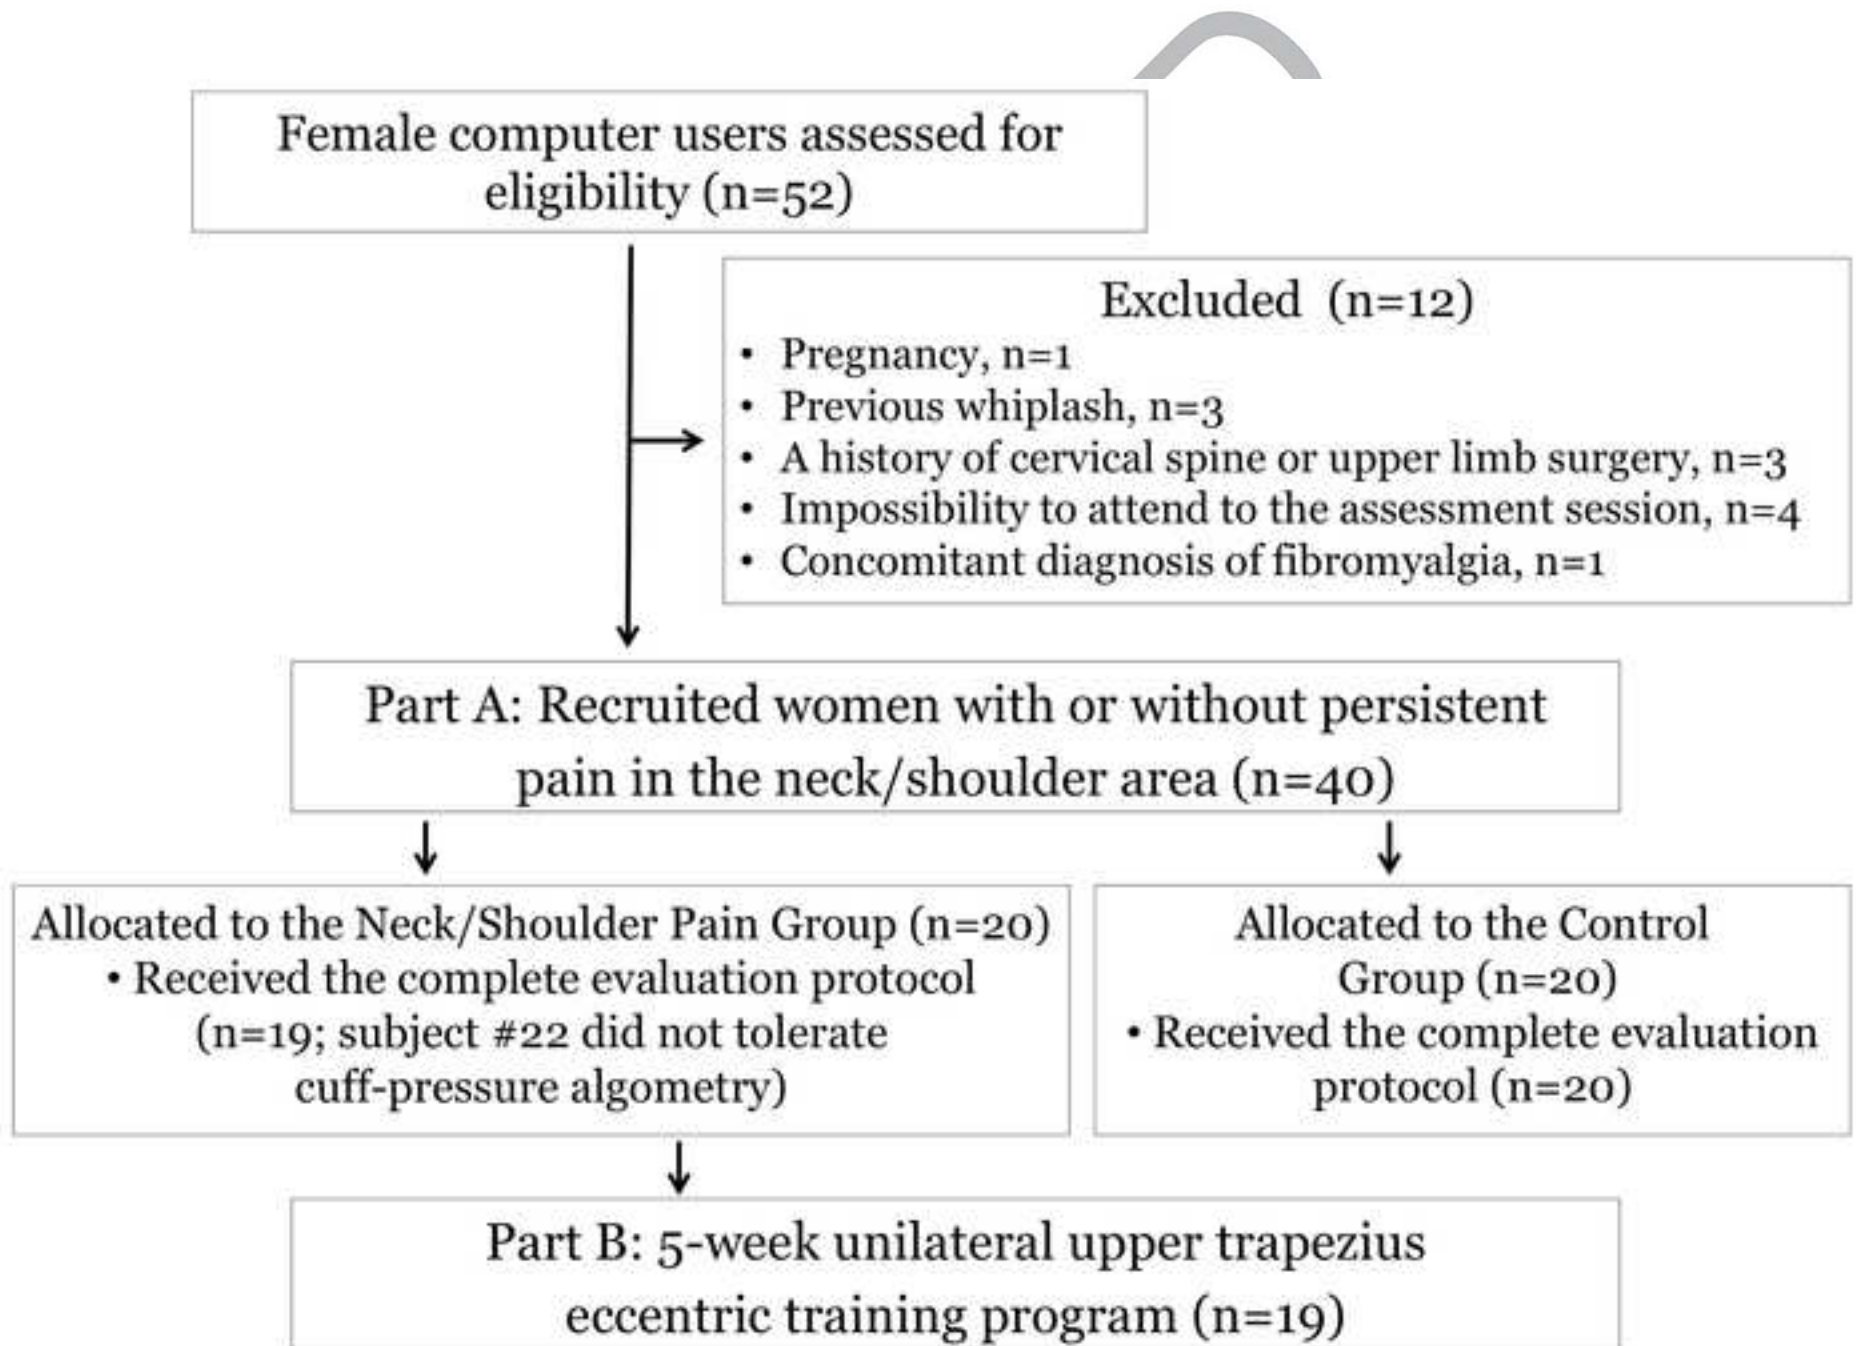 Female computer users assessed for
eligibility (n=52)
Excluded (n=12)
• Pregnancy, n=1
• Previous whiplash, n=3
• A history of cervical spine or upper limb surgery, n=3
• Impossibility to attend to the assessment session, n=4
• Concomitant diagnosis of fibromyalgia, n=1
Part A: Recruited women with or without persistent
pain in the neck/shoulder area (n=40)
Allocated to the Neck/Shoulder Pain Group (n=20)
• Received the complete evaluation protocol
(n=19; subject #22 did not tolerate
cuff-pressure algometry)
Allocated to the Control
Group (n=20)
• Received the complete evaluation
protocol (n=20)
Part B: 5-week unilateral upper trapezius
eccentric training program (n=19)